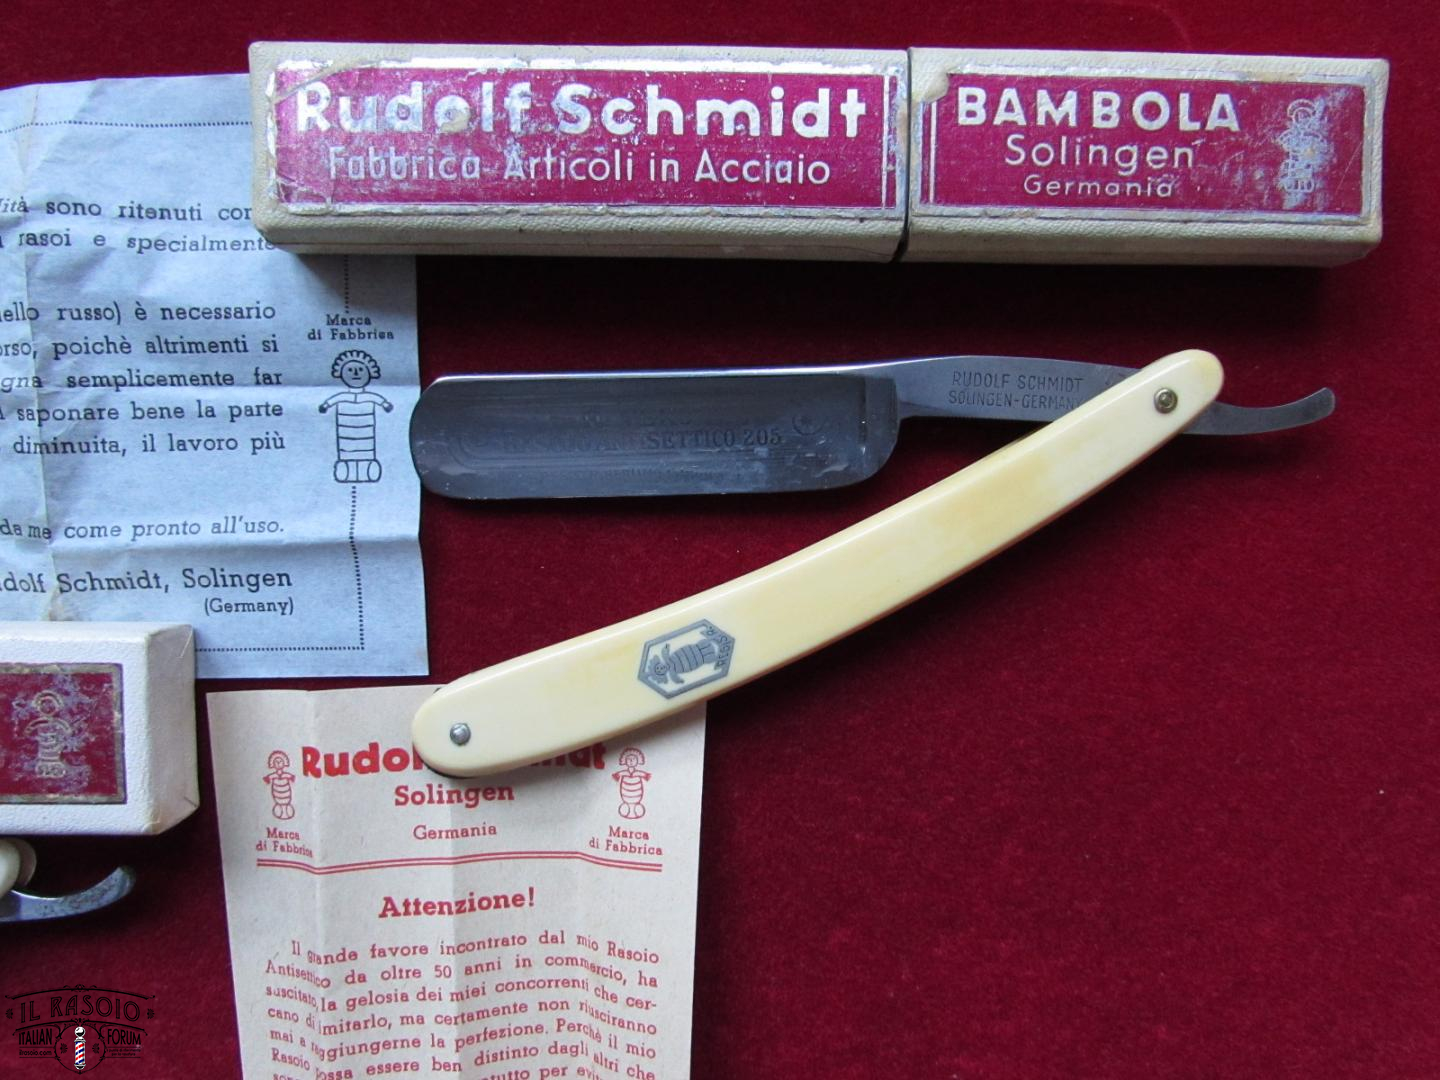 Rudolf Schmidt
Fabbrica Articoli in Acciaio
BAMBOLA
Solingen
Germania
sono ritenuti
rasoi e specialmente
russo) è necessario
poichè altrimenti si
semplicemente far
saponare bene la parte
diminuita, il lavoro più
come pronto all'uso.
Schmidt, Solingen
(Germany)
Marca
di Fabbrica
RUDOLF SCHMIDT
SOLINGEN-GERMANY
ANTISETTICO 205
REGISTR.
Solingen
Germania
Marca
di Fabbrica
Marca
di Fabbrica
Attenzione!
Il grande favore incontrato dal mio Rasoio
Antisettico da oltre 50 anni in commercio, ha
suscitato la gelosia dei miei concorrenti che cer-
cano di imitarlo, ma certamente non riusciranno
mai a raggiungerne la perfezione. Perchè il mio
Rasoio possa essere ben distinto dagli altri che
per
IL RASOIO
ITALIAN FORUM
ilrasoio.com